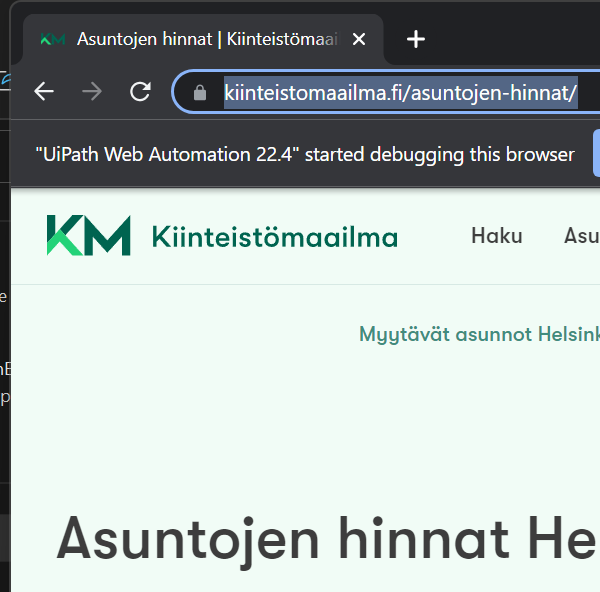 Asuntojen hinnat | Kiinteistömaai
kiinteistomaailma.fi/asuntojen-hinnat/
"UiPath Web Automation 22.4" started debugging this browser
KM Kiinteistömaailma Haku Asu
Myytävät asunnot Helsink
Asuntojen hinnat He